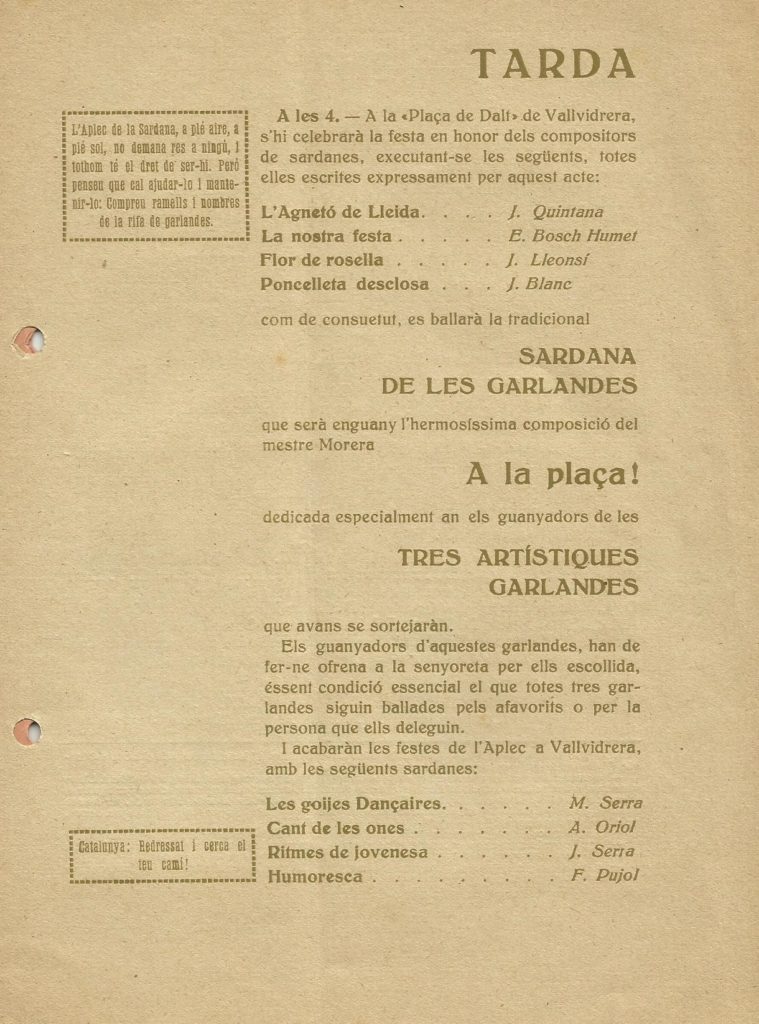 TARDA
L'Aplec de la Sardana, a plé aire, a
plé sol, no demana res a ningú, i
tothom té el dret de ser-hi. Peró
penseu que cal ajudar-lo i mante-
nir-lo: Compreu ramells i nombres
de la rifa de garlandes.
A les 4. — A la «Plaça de Dalt» de Vallvidrera,
s'hi celebrarà la festa en honor dels compositors
de sardanes, executant-se les següents, totes
elles escrites expressament per aquest acte:
L'Agnetó de Lleida. . . . J. Quintana
La nostra festa . . . . . E. Bosch Humet
Flor de rosella . . . . . J. Lleonsí
Poncelleta desclosa . . . J. Blanc
com de consuetut, es ballarà la tradicional
SARDANA
DE LES GARLANDES
que serà enguany l'hermosíssima composició del
mestre Morera
A la plaça!
dedicada especialment an els guanyadors de les
TRES ARTÍSTIQUES
GARLANDES
que avans se sortejaràn.
Els guanyadors d'aquestes garlandes, han de
fer-ne ofrena a la senyoreta per ells escollida,
éssent condició essencial el que totes tres gar-
landes siguin ballades pels afavorits o per la
persona que ells deleguin.
I acabaràn les festes de l'Aplec a Vallvidrera,
amb les següents sardanes:
Les goijes Dançaires. . . . . . M. Serra
Cant de les ones . . . . . . . A. Oriol
Ritmes de jovenesa . . . . . . J. Serra
Humoresca . . . . . . . . . F. Pujol
Catalunya: Redressat i cerca el
teu camí!